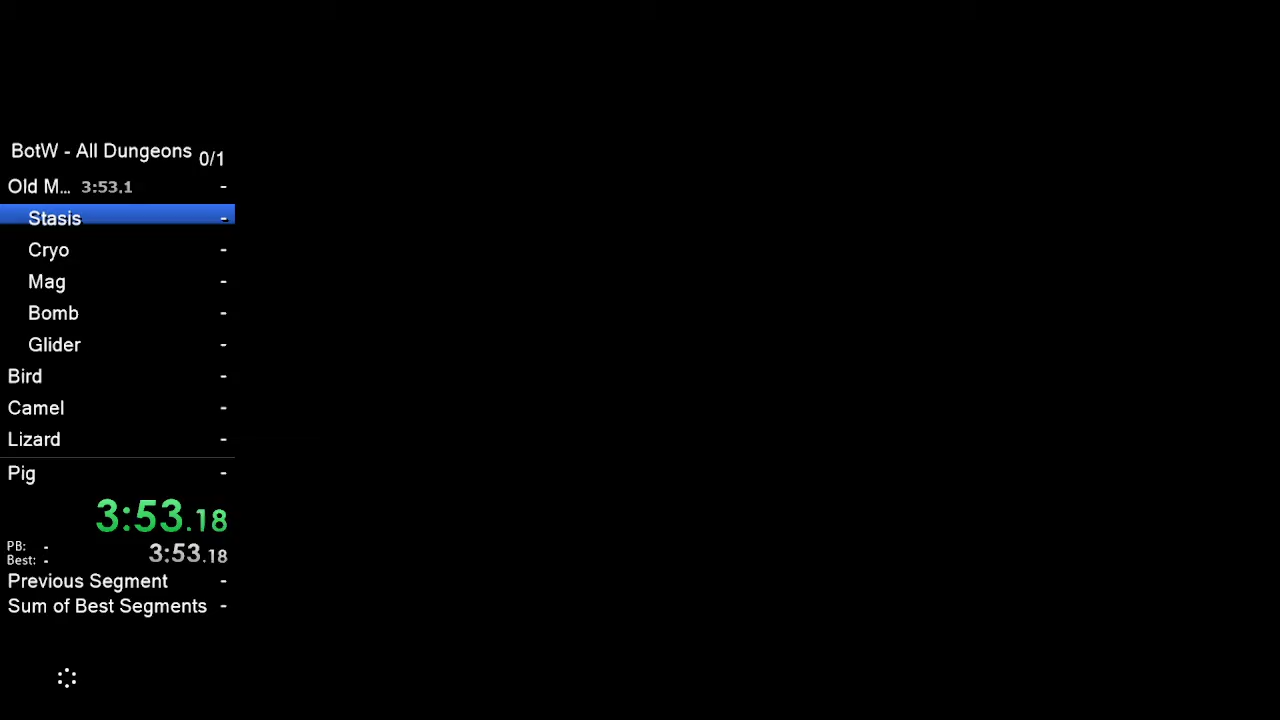 BotW - All Dungeons 0/1
Old M... 3:53.1 -
Stasis -
Cryo -
Mag -
Bomb -
Glider -
Bird -
Camel -
Lizard -
Pig -
3:53.18
PB: - 3:53.18
Best: -
Previous Segment -
Sum of Best Segments -